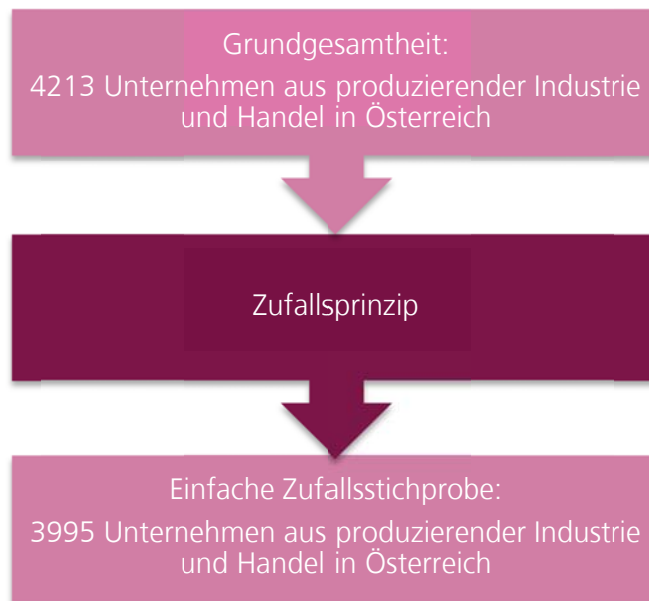 Grundgesamtheit:
4213 Unternehmen aus produzierender Industrie
und Handel in Österreich
Zufallsprinzip
Einfache Zufallsstichprobe:
3995 Unternehmen aus produzierender Industrie
und Handel in Österreich